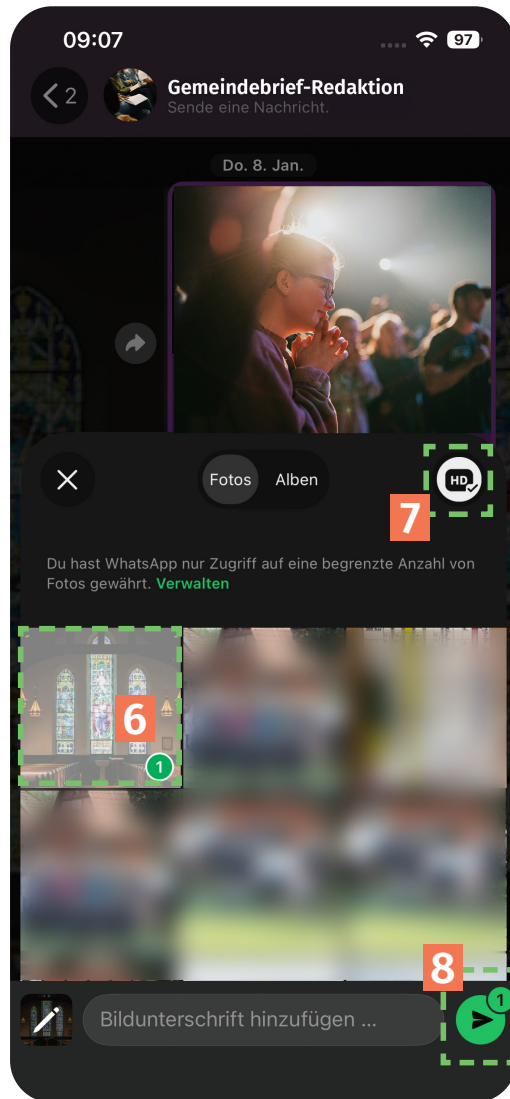 09:07
97
2
Gemeindebrief-Redaktion
Sende eine Nachricht.
Do. 8. Jan.
Fotos
Alben
HD
7
Du hast WhatsApp nur Zugriff auf eine begrenzte Anzahl von
Fotos gewährt. Verwalten
6
1
8
1
Bildunterschrift hinzufügen ...